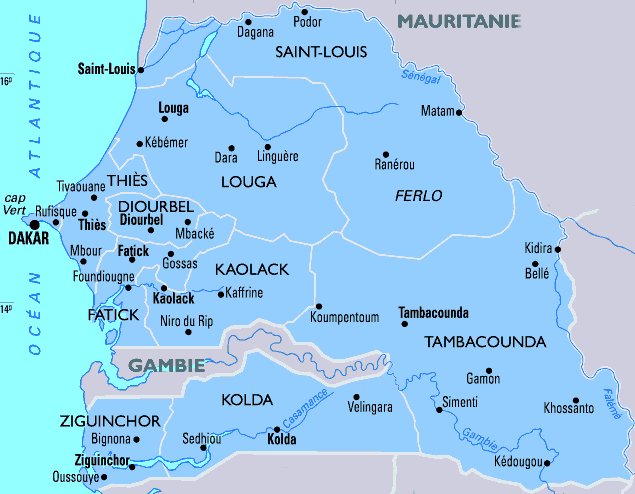 Podor
MAURITANIE
Dagana
SAINT-LOUIS
Saint-Louis
16°
Sénégal
OCÉAN ATLANTIQUE
Louga
Matam
Kébémer
Dara
Linguère
Ranérou
THIÈS
LOUGA
FERLO
Tivaouane
cap
Vert
Rufisque
DIOURBEL
Diourbel
Thiès
Mbacké
DAKAR
Mbour
Fatick
Gossas
KAOLACK
Kidira
Bellé
Foundiougne
Kaolack
Kaffrine
14°
FATICK
Niro du Rip
Koumpentoum
Tambacounda
TAMBACOUNDA
GAMBIE
Gamon
KOLDA
Casamance
Velingara
Simenti
Khossanto
Falémé
ZIGUINCHOR
Bignona
Sedhiou
Kolda
Gambie
Ziguinchor
Oussouye
Kédougou